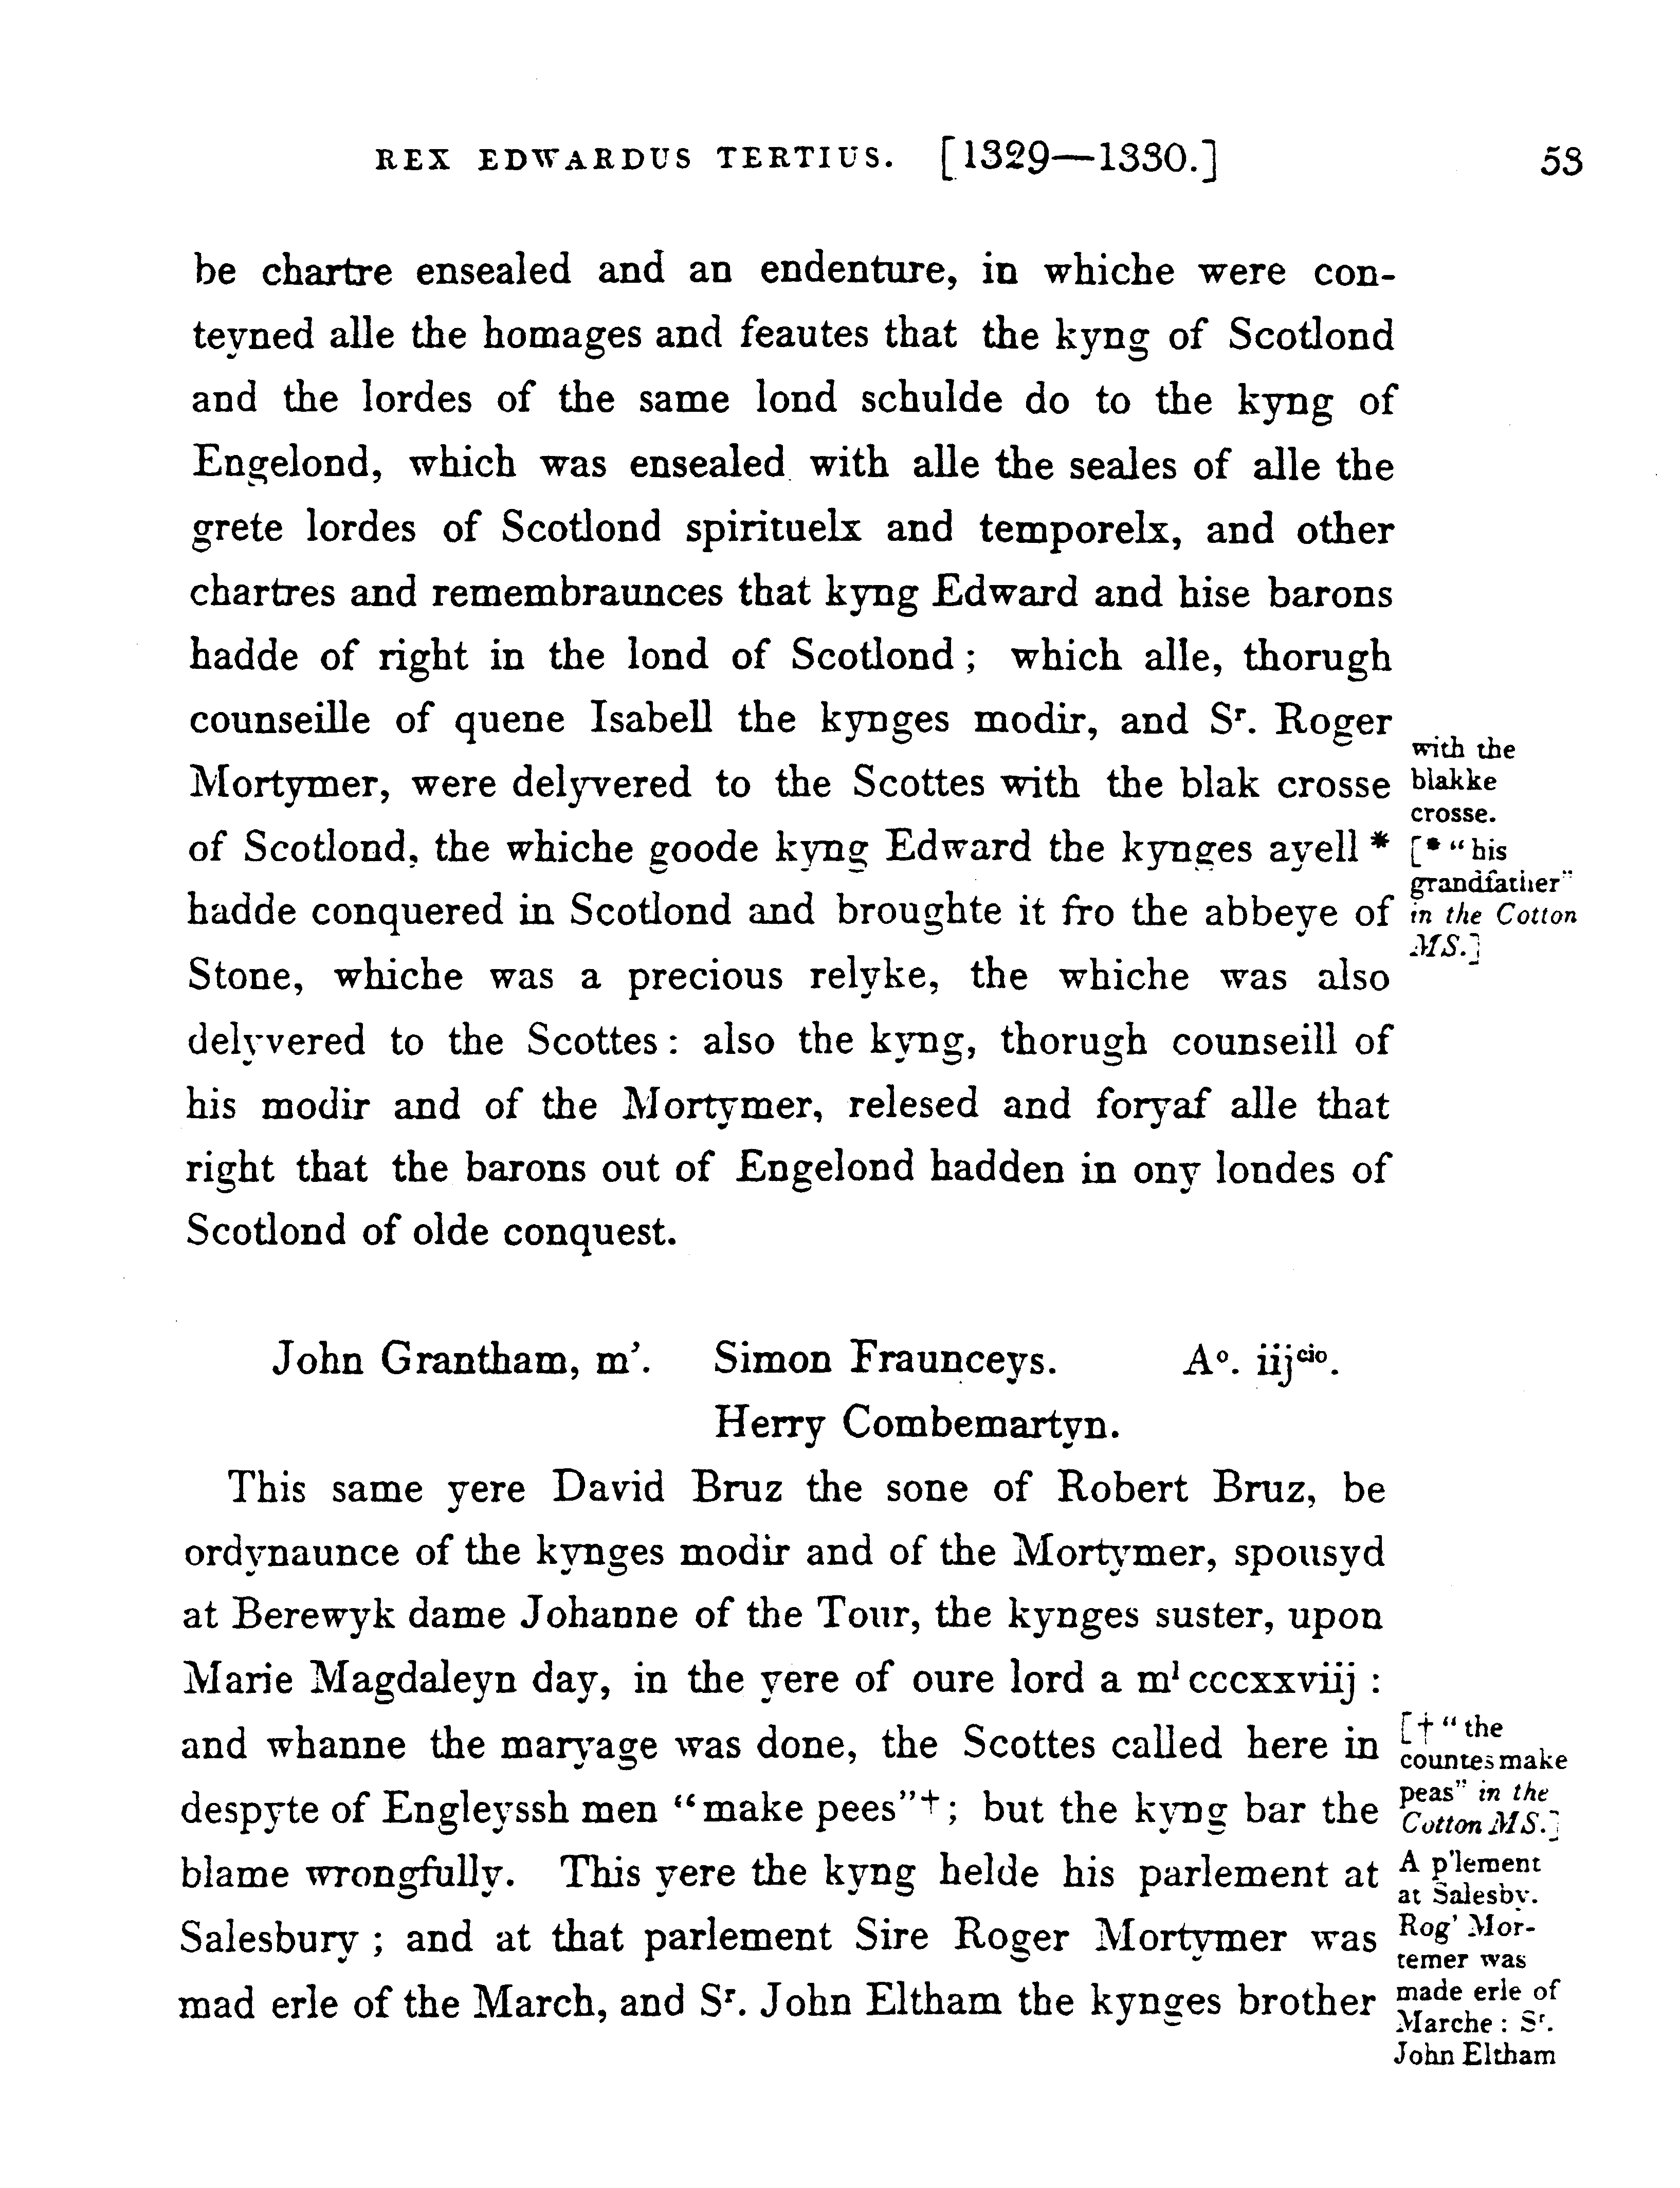 REX EDWARDUS TERTIUS. [1329—1330.] 53
be chartre ensealed and an endenture, in whiche were con-
teyned alle the homages and feautes that the kyng of Scotlond
and the lordes of the same lond schulde do to the kyng of
Engelond, which was ensealed with alle the seales of alle the
grete lordes of Scotlond spirituelx and temporelx, and other
chartres and remembraunces that kyng Edward and hise barons
hadde of right in the lond of Scotlond; which alle, thorugh
counseille of quene Isabell the kynges modir, and Sʳ. Roger
Mortymer, were delyvered to the Scottes with the blak crosse
of Scotlond, the whiche goode kyng Edward the kynges ayell *
hadde conquered in Scotlond and broughte it fro the abbeye of
Stone, whiche was a precious relyke, the whiche was also
delyvered to the Scottes: also the kyng, thorugh counseill of
his modir and of the Mortymer, relesed and foryaf alle that
right that the barons out of Engelond hadden in ony londes of
Scotlond of olde conquest.
with the
blakke
crosse.
[* "his
grandfather"
in the Cotton
MS.]
John Grantham, m'. Simon Fraunceys. Aº. iijᶜⁱᵒ.
Herry Combemartyn.
This same yere David Bruz the sone of Robert Bruz, be
ordynaunce of the kynges modir and of the Mortymer, spousyd
at Berewyk dame Johanne of the Tour, the kynges suster, upon
Marie Magdaleyn day, in the yere of oure lord a mˡ cccxxviij:
and whanne the maryage was done, the Scottes called here in
despyte of Engleyssh men "make pees"†; but the kyng bar the
blame wrongfully. This yere the kyng helde his parlement at
Salesbury; and at that parlement Sire Roger Mortymer was
mad erle of the March, and Sʳ. John Eltham the kynges brother
[† "the
countes make
peas" in the
Cotton MS.]
A p'lement
at Salesby.
Rog' Mor-
temer was
made erle of
Marche: Sʳ.
John Eltham